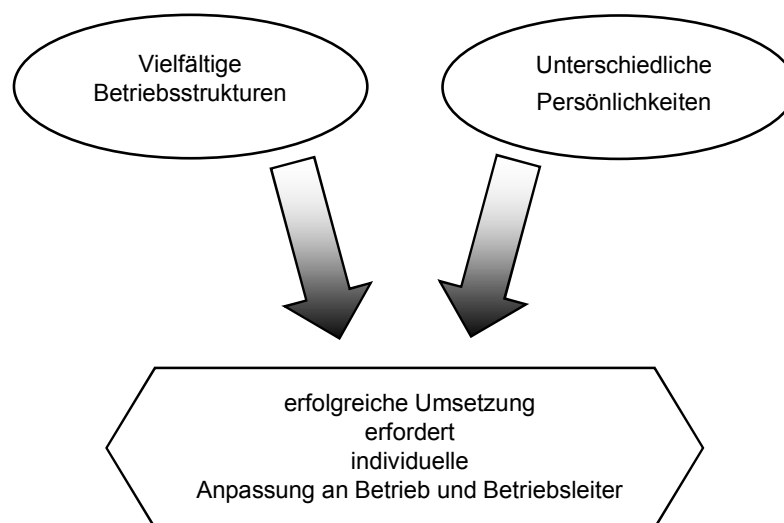 Vielfältige
Betriebsstrukturen
Unterschiedliche
Persönlichkeiten
erfolgreiche Umsetzung
erfordert
individuelle
Anpassung an Betrieb und Betriebsleiter